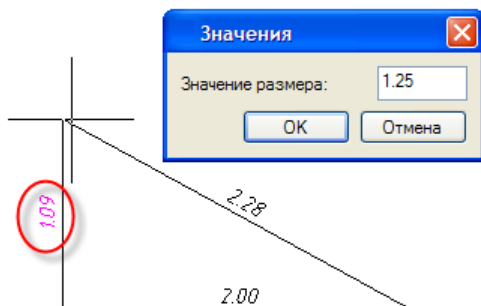 Значения
Значение размера: 1.25
OK Отмена
1.09
2.28
2.00